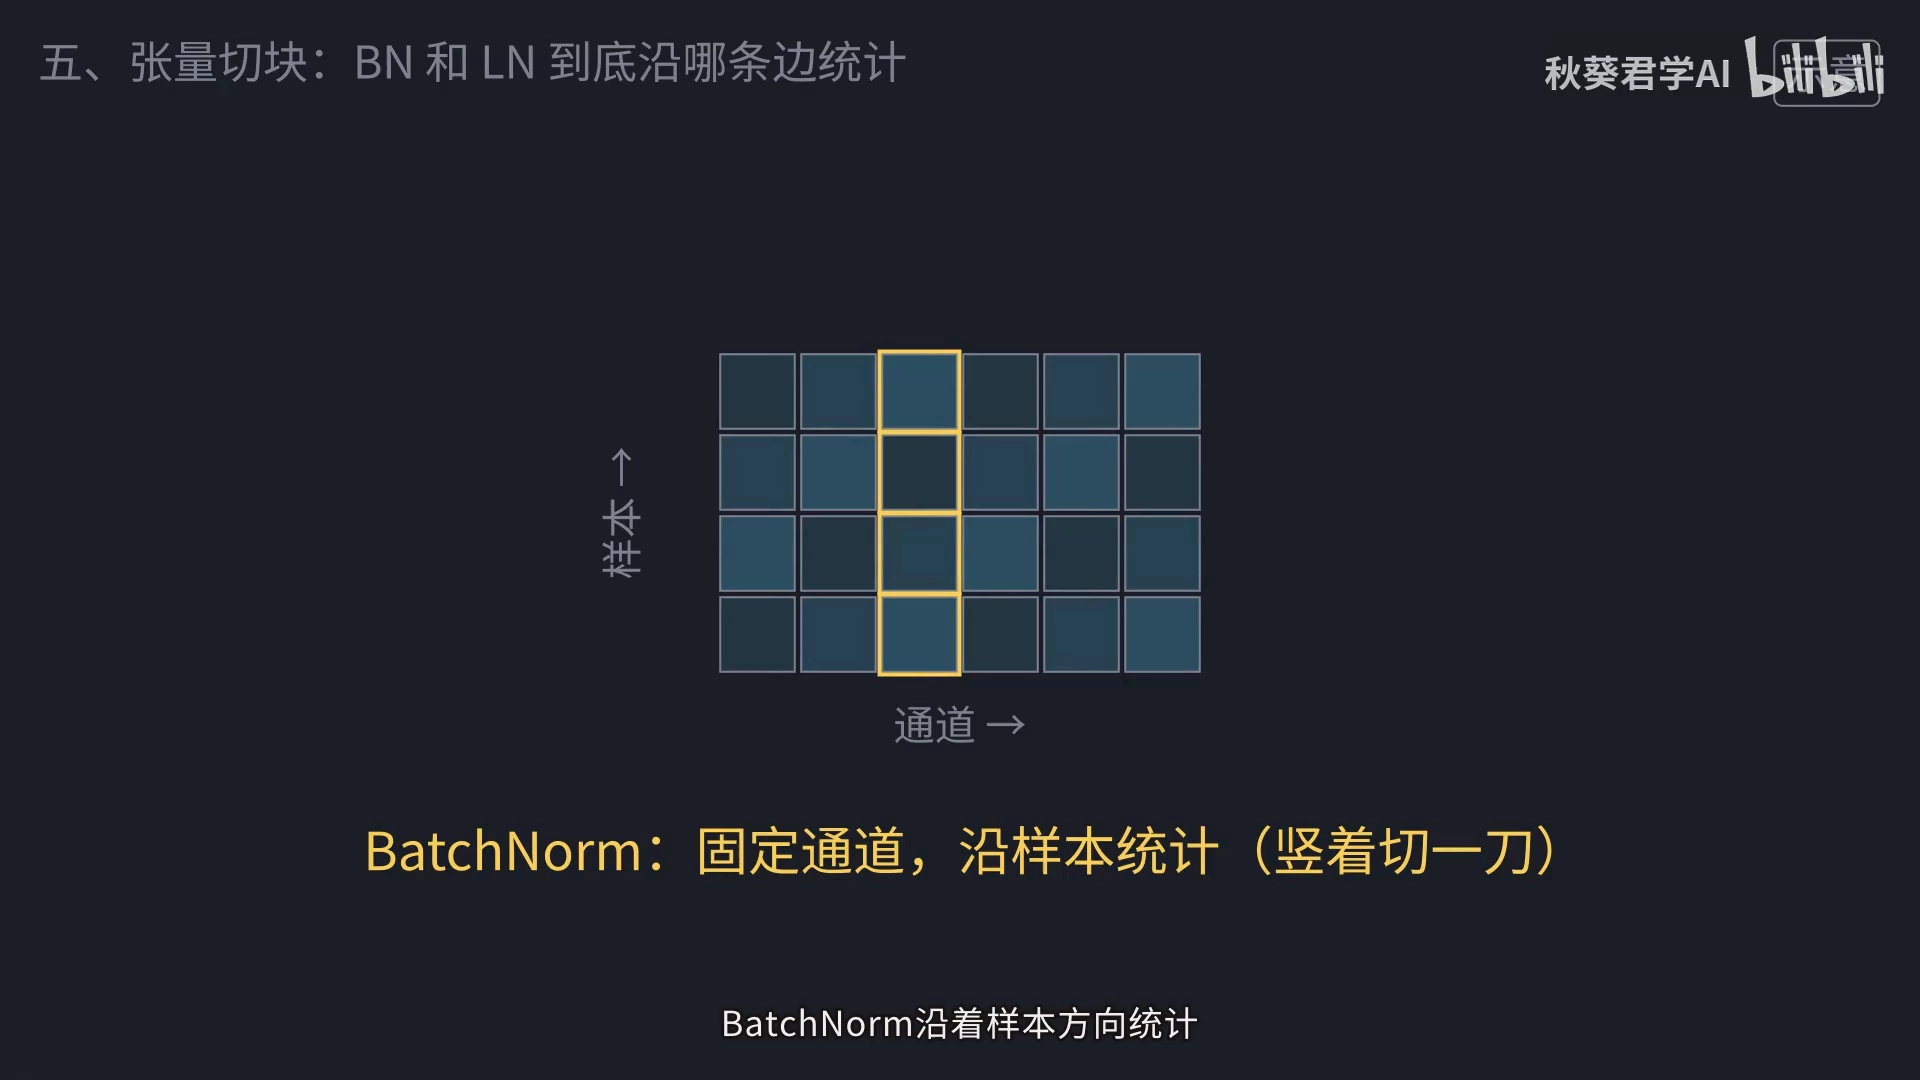 五、张量切块：BN 和 LN 到底沿哪条边统计
秋葵君学AI bilibili
样本 →
通道 →
BatchNorm：固定通道，沿样本统计（竖着切一刀）
BatchNorm沿着样本方向统计